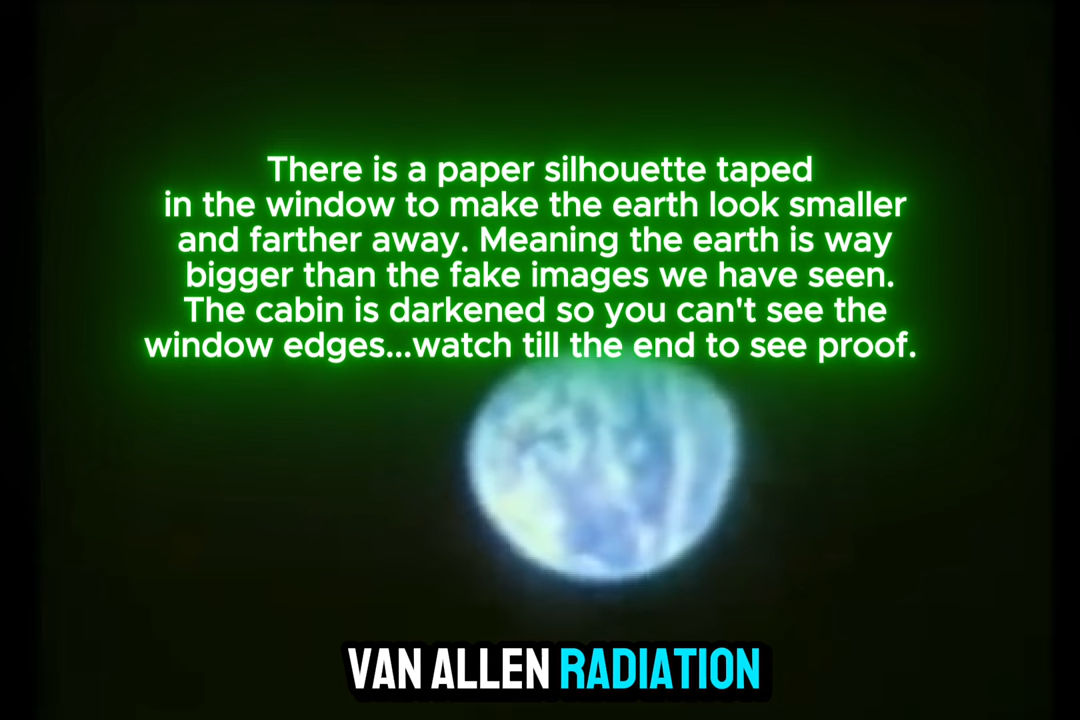 There is a paper silhouette taped
in the window to make the earth look smaller
and farther away. Meaning the earth is way
bigger than the fake images we have seen.
The cabin is darkened so you can't see the
window edges...watch till the end to see proof.
VAN ALLEN RADIATION